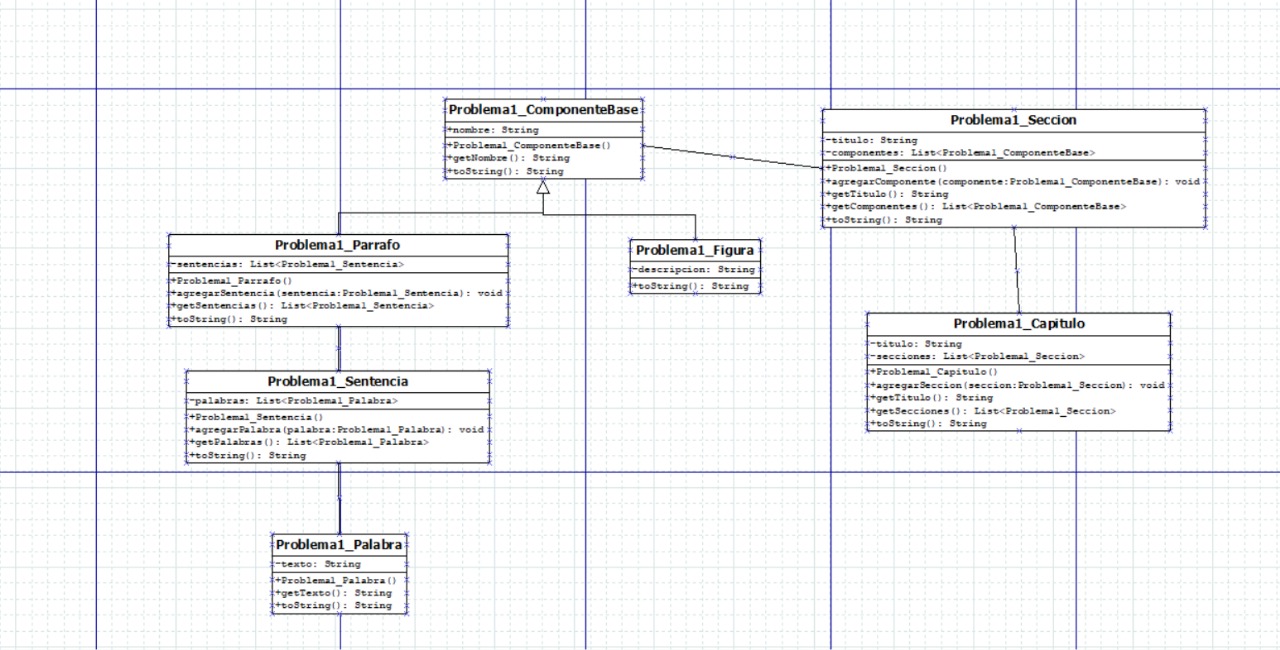 Problema1_ComponenteBase
+nombre: String
+Problema1_ComponenteBase()
+getNombre(): String
+toString(): String
Problema1_Seccion
-titulo: String
-componentes: List<Problema1_ComponenteBase>
+Problema1_Seccion()
+agregarComponente(componente:Problema1_ComponenteBase): void
+getTitulo(): String
+getComponentes(): List<Problema1_ComponenteBase>
+toString(): String
Problema1_Parrafo
-sentencias: List<Problema1_Sentencia>
+Problema1_Parrafo()
+agregarSentencia(sentencia:Problema1_Sentencia): void
+getSentencias(): List<Problema1_Sentencia>
+toString(): String
Problema1_Figura
-descripcion: String
+toString(): String
Problema1_Capitulo
-titulo: String
-secciones: List<Problema1_Seccion>
+Problema1_Capitulo()
+agregarSeccion(seccion:Problema1_Seccion): void
+getTitulo(): String
+getSecciones(): List<Problema1_Seccion>
+toString(): String
Problema1_Sentencia
-palabras: List<Problema1_Palabra>
+Problema1_Sentencia()
+agregarPalabra(palabra:Problema1_Palabra): void
+getPalabras(): List<Problema1_Palabra>
+toString(): String
Problema1_Palabra
-texto: String
+Problema1_Palabra()
+getTexto(): String
+toString(): String